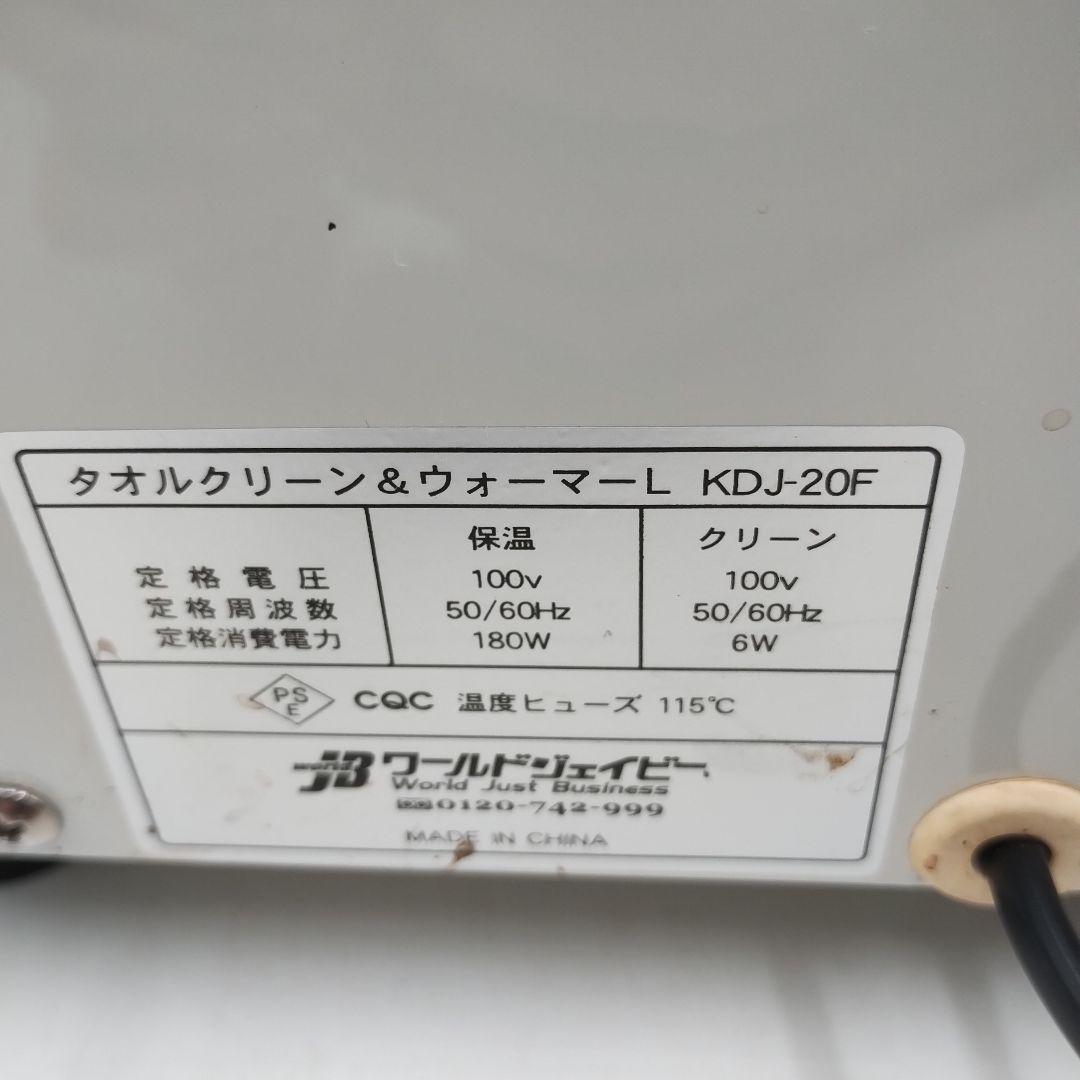 タオルクリーン&ウォーマーL KDJ-20F
保温 クリーン
定格電圧 100v 100v
定格周波数 50/60Hz 50/60Hz
定格消費電力 180W 6W
PSE CQC 温度ヒューズ 115℃
world JB ワールドジェイビー
World Just Business
0120-742-999
MADE IN CHINA